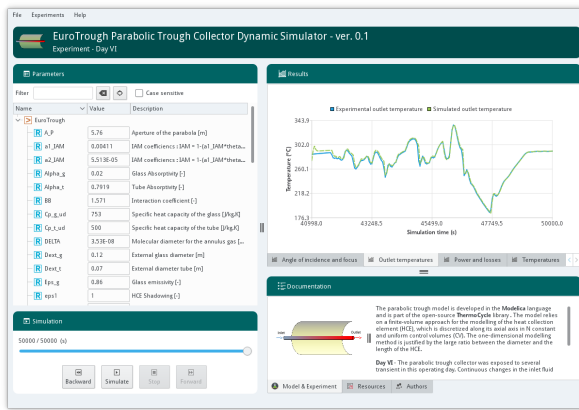 File Experiments Help
EuroTrough Parabolic Trough Collector Dynamic Simulator - ver. 0.1
Experiment - Day VI
Parameters
Filter
Case sensitive
Name Value Description
EuroTrough
A_P 5.76 Aperture of the parabola [m]
a1_IAM 0.00411 IAM coefficiencs : IAM = 1-(a1_IAM*theta...
a2_IAM 5.513E-05 IAM coefficiencs : IAM = 1-(a1_IAM*theta...
Alpha_g 0.02 Glass Absorptivity [-]
Alpha_t 0.7919 Tube Absorptivity [-]
BB 1.571 Interaction coefficient [-]
Cp_g_ud 753 Specific heat capacity of the glass [J/kg.K]
Cp_t_ud 500 Specific heat capacity of the tube [J/kg.K]
DELTA 3.53E-08 Molecular diameter for the annulus gas [...
Dext_g 0.12 External glass diameter [m]
Dext_t 0.07 External diameter tube [m]
Eps_g 0.86 Glass emissivity [-]
eps1 1 HCE Shadowing [-]
Simulation
50000 / 50000 (s)
Backward Simulate Stop Forward
Results
Experimental outlet temperature Simulated outlet temperature
Temperature (°C)
343.9
302.0
260.1
218.2
176.3
40998.0 43248.5 45499.0 47749.5 50000.0
Simulation time (s)
Angle of incidence and focus Outlet temperatures Power and losses Temperatures
Documentation
The parabolic trough model is developed in the Modelica language
and is part of the open-source ThermoCycle library . The model relies
on a finite-volume approach for the modelling of the heat collection
element (HCE), which is discretized along its axial axis in N constant
and uniform control volumes (CV). The one-dimensional modelling
method is justified by the large ratio between the diameter and the
length of the HCE.
Day VI - The parabolic trough collector was exposed to several
transient in this operating day. Continuous changes in the inlet fluid
Outlet
Model & Experiment Resources Authors